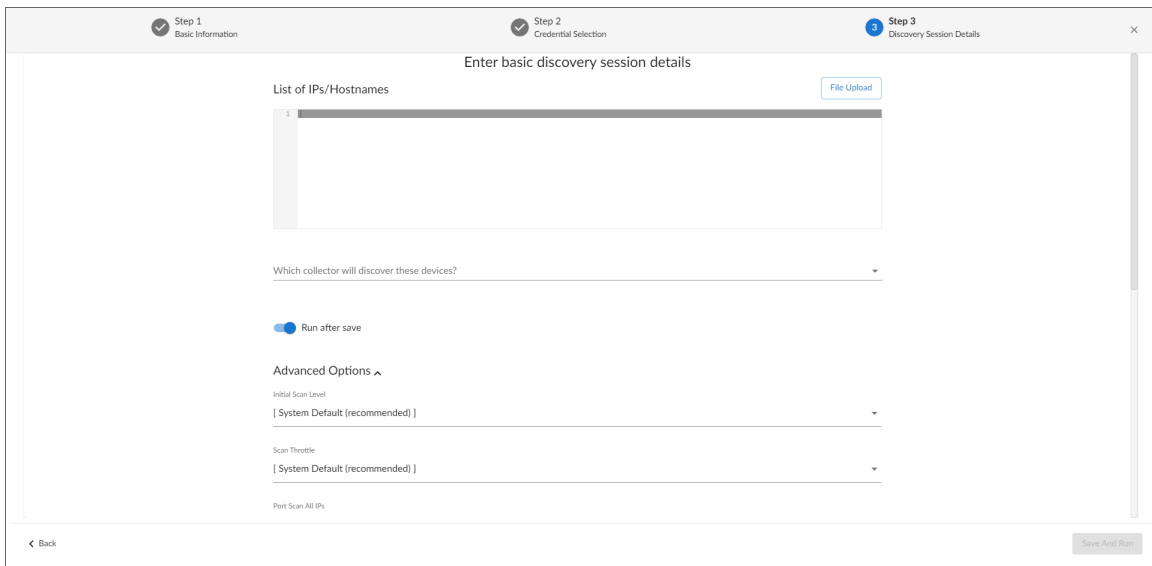 Step 1
Basic Information
Step 2
Credential Selection
3
Step 3
Discovery Session Details
Enter basic discovery session details
List of IPs/Hostnames
File Upload
1
Which collector will discover these devices?
Run after save
Advanced Options
Initial Scan Level
[ System Default (recommended) ]
Scan Throttle
[ System Default (recommended) ]
Port Scan All IPs
Back
Save And Run